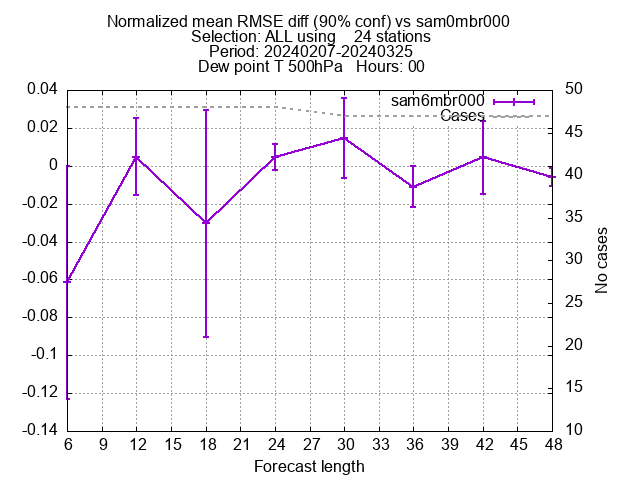 Normalized mean RMSE diff (90% conf) vs sam0mbr000
Selection: ALL using    24 stations
Period: 20240207-20240325
Dew point T 500hPa   Hours: 00
sam6mbr000
Cases
0.04
0.02
0
-0.02
-0.04
-0.06
-0.08
-0.1
-0.12
-0.14
50
45
40
35
30
25
20
15
10
No cases
6 9 12 15 18 21 24 27 30 33 36 39 42 45 48
Forecast length